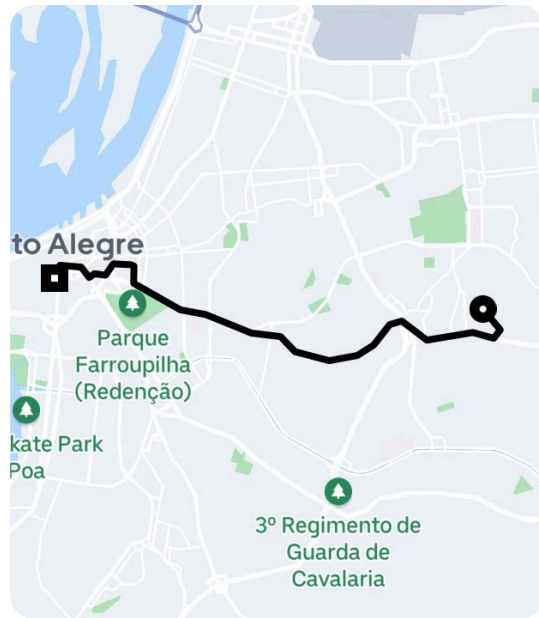 to Alegre
Parque
Farroupilha
(Redenção)
kate Park
Poa
3º Regimento de
Guarda de
Cavalaria